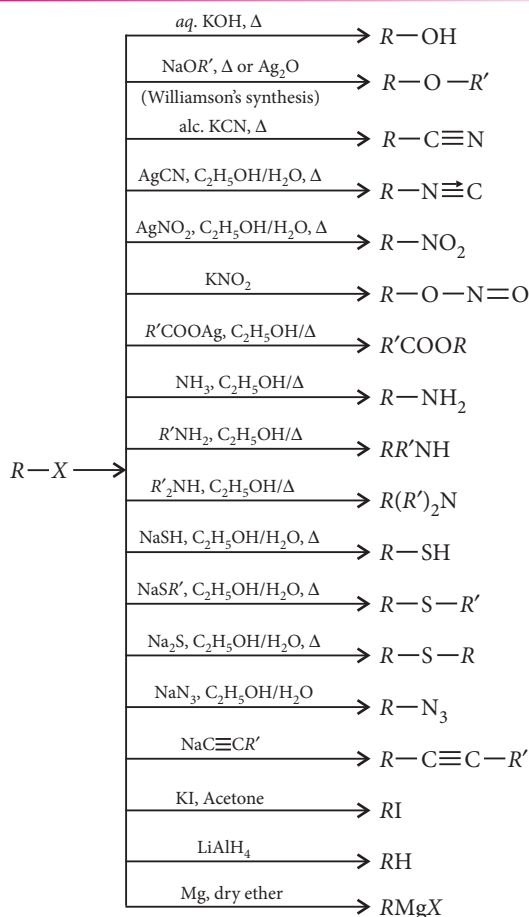 aq. KOH, Δ
R—OH
NaOR′, Δ or Ag₂O
(Williamson's synthesis)
R—O—R′
alc. KCN, Δ
R—C≡N
AgCN, C₂H₅OH/H₂O, Δ
R—N≡C
AgNO₂, C₂H₅OH/H₂O, Δ
R—NO₂
KNO₂
R—O—N=O
R′COOAg, C₂H₅OH/Δ
R′COOR
NH₃, C₂H₅OH/Δ
R—NH₂
R′NH₂, C₂H₅OH/Δ
RR′NH
R—X
R′₂NH, C₂H₅OH/Δ
R(R′)₂N
NaSH, C₂H₅OH/H₂O, Δ
R—SH
NaSR′, C₂H₅OH/H₂O, Δ
R—S—R′
Na₂S, C₂H₅OH/H₂O, Δ
R—S—R
NaN₃, C₂H₅OH/H₂O
R—N₃
NaC≡CR′
R—C≡C—R′
KI, Acetone
RI
LiAlH₄
RH
Mg, dry ether
RMgX